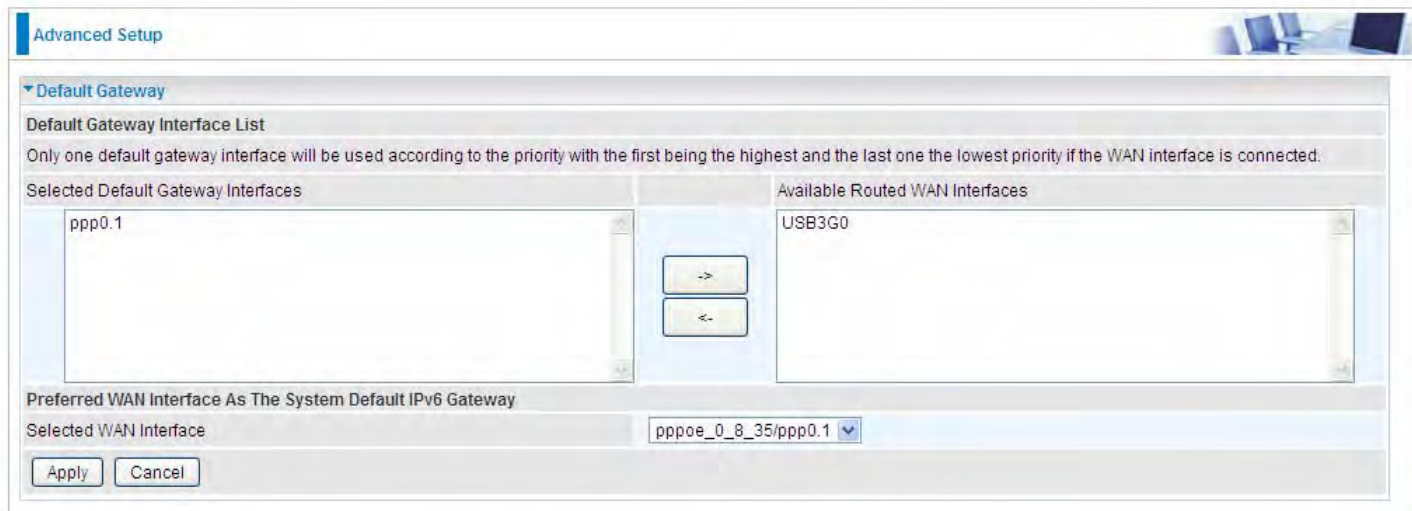 Advanced Setup
Default Gateway
Default Gateway Interface List
Only one default gateway interface will be used according to the priority with the first being the highest and the last one the lowest priority if the WAN interface is connected.
Selected Default Gateway Interfaces
Available Routed WAN Interfaces
ppp0.1
USB3G0
->
<-
Preferred WAN Interface As The System Default IPv6 Gateway
Selected WAN Interface
pppoe_0_8_35/ppp0.1
Apply
Cancel